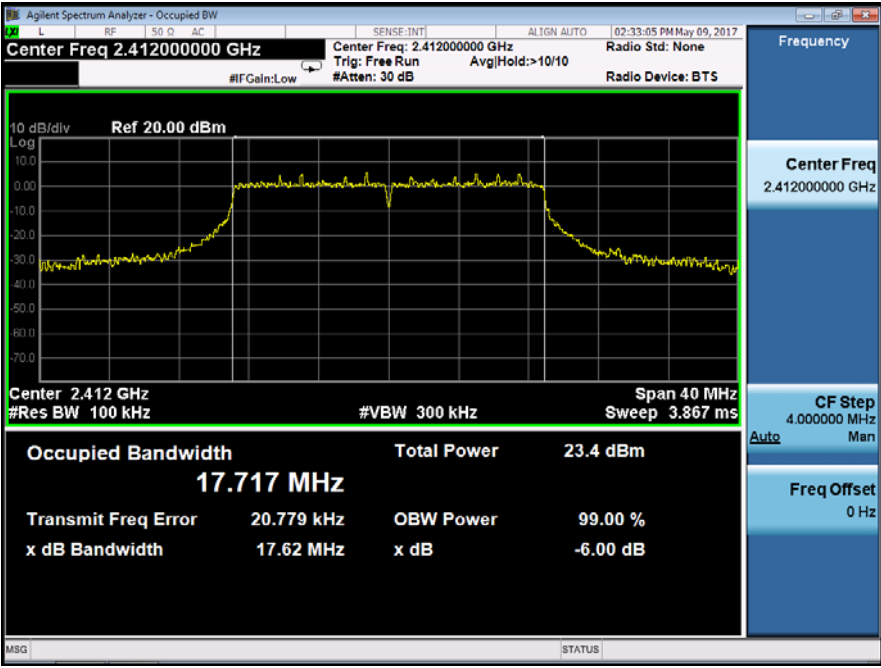 Agilent Spectrum Analyzer - Occupied BW
LXI L RF 50 Ω AC SENSE:INT ALIGN AUTO 02:33:05 PM May 09, 2017
Center Freq 2.412000000 GHz
Center Freq: 2.412000000 GHz
Radio Std: None
Trig: Free Run Avg|Hold:>10/10
#IFGain:Low #Atten: 30 dB Radio Device: BTS
10 dB/div Ref 20.00 dBm
Log
10.0
0.00
-10.0
-20.0
-30.0
-40.0
-50.0
-60.0
-70.0
Center 2.412 GHz Span 40 MHz
#Res BW 100 kHz #VBW 300 kHz Sweep 3.867 ms
Occupied Bandwidth Total Power 23.4 dBm
17.717 MHz
Transmit Freq Error 20.779 kHz OBW Power 99.00 %
x dB Bandwidth 17.62 MHz x dB -6.00 dB
MSG STATUS
Frequency
Center Freq
2.412000000 GHz
CF Step
4.000000 MHz
Auto Man
Freq Offset
0 Hz